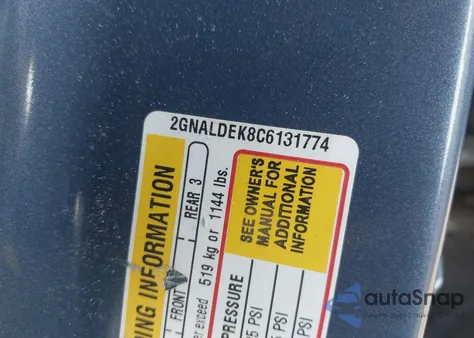 2GNALDEK8C6131774
SEE OWNER'S
MANUAL FOR
ADDITIONAL
INFORMATION
INFORMATION
FRONT
REAR 3
519 kg or 1144 lbs.
PRESSURE
PSI
PSI
PSI
autoSnap